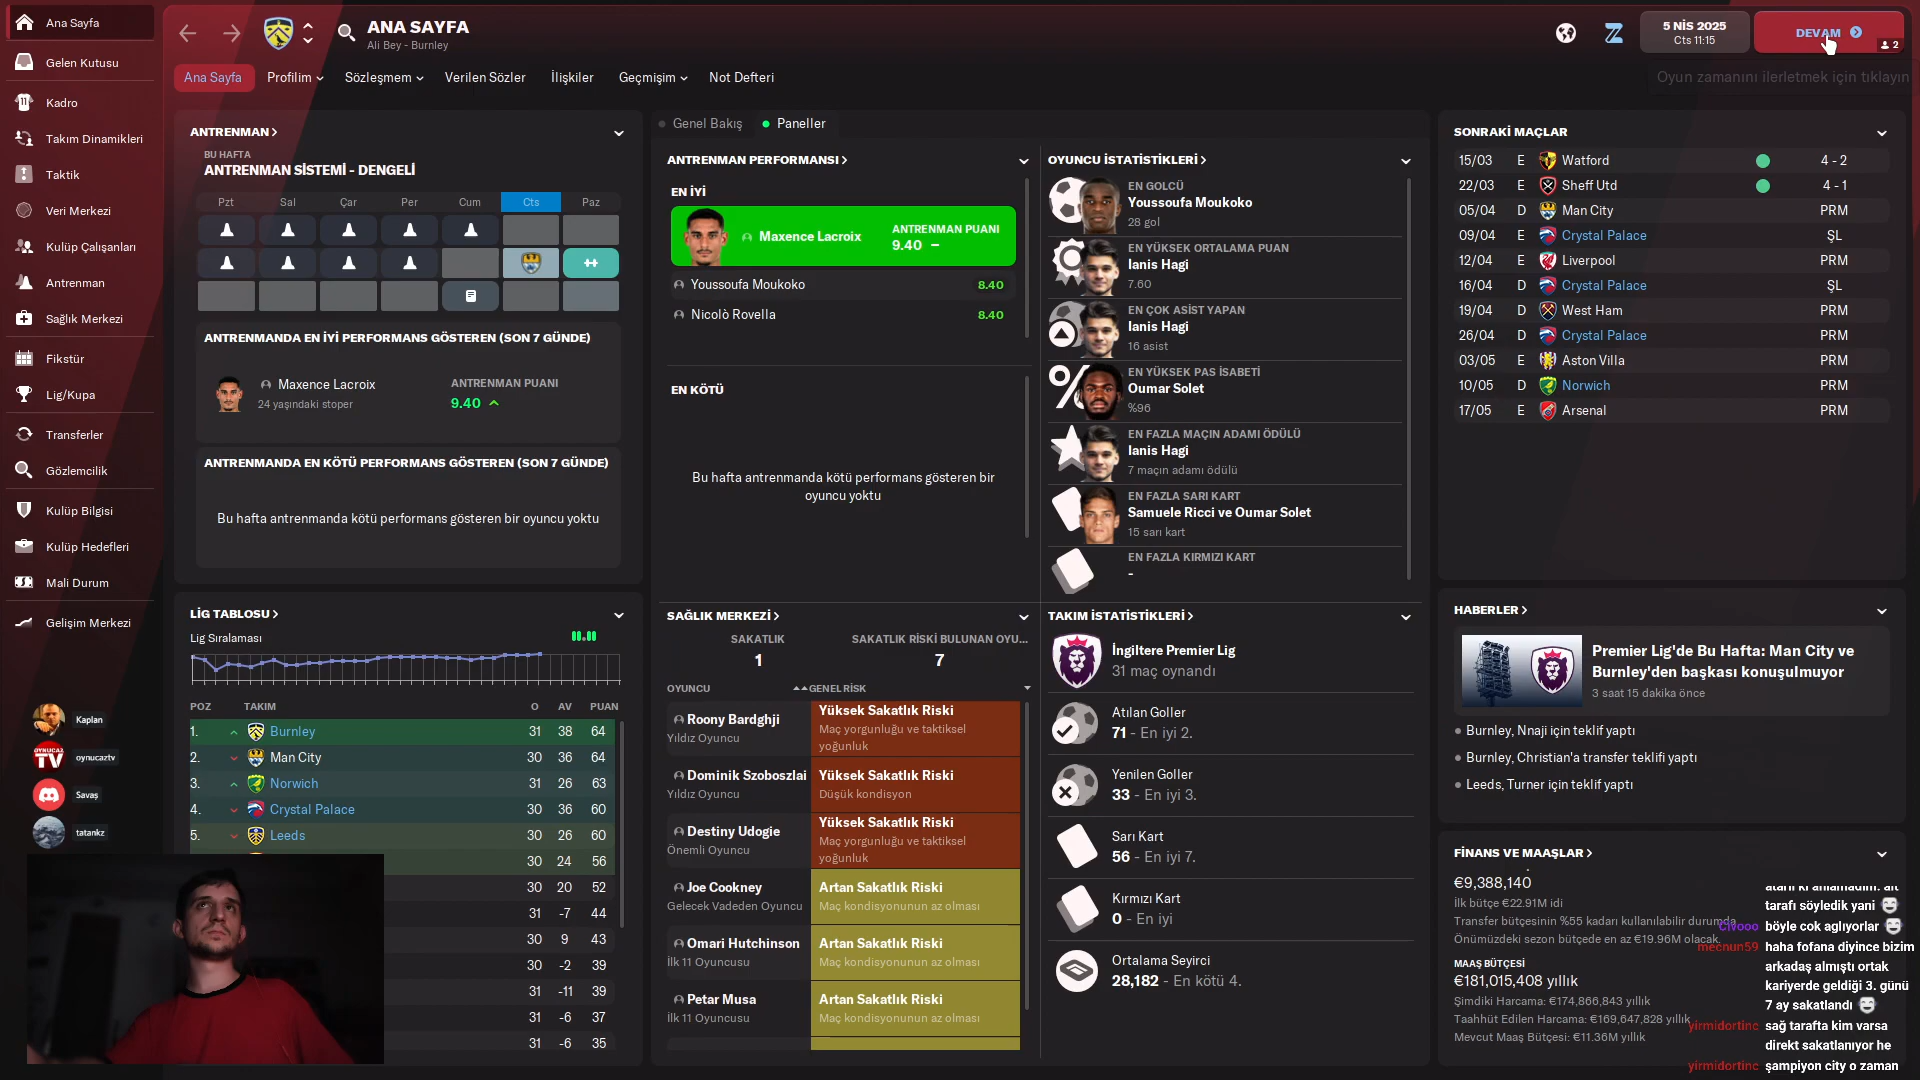 Ana Sayfa
Gelen Kutusu
Kadro
Takım Dinamikleri
Taktik
Veri Merkezi
Kulüp Çalışanları
Antrenman
Sağlık Merkezi
Fikstür
Lig/Kupa
Transferler
Gözlemcilik
Kulüp Bilgisi
Kulüp Hedefleri
Mali Durum
Gelişim Merkezi
Kaplan
OYNUCAZ TV
oynucaztv
Savaş
tatankz
ANA SAYFA
Ali Bey - Burnley
5 NİS 2025
Cts 11:15
DEVAM
2
Oyun zamanını ilerletmek için tıklayın
Ana Sayfa Profilim Sözleşmem Verilen Sözler İlişkiler Geçmişim Not Defteri
ANTRENMAN
BU HAFTA
ANTRENMAN SİSTEMİ - DENGELİ
Pzt Sal Çar Per Cum Cts Paz
ANTRENMANDA EN İYİ PERFORMANS GÖSTEREN (SON 7 GÜNDE)
Maxence Lacroix
24 yaşındaki stoper
ANTRENMAN PUANI
9.40
ANTRENMANDA EN KÖTÜ PERFORMANS GÖSTEREN (SON 7 GÜNDE)
Bu hafta antrenmanda kötü performans gösteren bir oyuncu yoktu
LİG TABLOSU
Lig Sıralaması
POZ TAKIM O AV PUAN
1. Burnley 31 38 64
2. Man City 30 36 64
3. Norwich 31 26 63
4. Crystal Palace 30 36 60
5. Leeds 30 26 60
30 24 56
30 20 52
31 -7 44
30 9 43
30 -2 39
31 -11 39
31 -6 37
31 -6 35
Genel Bakış Paneller
ANTRENMAN PERFORMANSI
EN İYİ
Maxence Lacroix
ANTRENMAN PUANI
9.40 –
Youssoufa Moukoko 8.40
Nicolò Rovella 8.40
EN KÖTÜ
Bu hafta antrenmanda kötü performans gösteren bir
oyuncu yoktu
OYUNCU İSTATİSTİKLERİ
EN GOLCÜ
Youssoufa Moukoko
28 gol
EN YÜKSEK ORTALAMA PUAN
Ianis Hagi
7.60
EN ÇOK ASİST YAPAN
Ianis Hagi
16 asist
EN YÜKSEK PAS İSABETİ
Oumar Solet
%96
EN FAZLA MAÇIN ADAMI ÖDÜLÜ
Ianis Hagi
7 maçın adamı ödülü
EN FAZLA SARI KART
Samuele Ricci ve Oumar Solet
15 sarı kart
EN FAZLA KIRMIZI KART
-
SAĞLIK MERKEZİ
SAKATLIK
1
SAKATLIK RİSKİ BULUNAN OYU...
7
OYUNCU GENEL RİSK
Roony Bardghji
Yıldız Oyuncu
Yüksek Sakatlık Riski
Maç yorgunluğu ve taktiksel
yoğunluk
Dominik Szoboszlai
Yıldız Oyuncu
Yüksek Sakatlık Riski
Düşük kondisyon
Destiny Udogie
Önemli Oyuncu
Yüksek Sakatlık Riski
Maç yorgunluğu ve taktiksel
yoğunluk
Joe Cookney
Gelecek Vadeden Oyuncu
Artan Sakatlık Riski
Maç kondisyonunun az olması
Omari Hutchinson
İlk 11 Oyuncusu
Artan Sakatlık Riski
Maç kondisyonunun az olması
Petar Musa
İlk 11 Oyuncusu
Artan Sakatlık Riski
Maç kondisyonunun az olması
TAKIM İSTATİSTİKLERİ
İngiltere Premier Lig
31 maç oynandı
Atılan Goller
71 - En iyi 2.
Yenilen Goller
33 - En iyi 3.
Sarı Kart
56 - En iyi 7.
Kırmızı Kart
0 - En iyi
Ortalama Seyirci
28,182 - En kötü 4.
SONRAKİ MAÇLAR
15/03 E Watford 4 - 2
22/03 E Sheff Utd 4 - 1
05/04 D Man City PRM
09/04 E Crystal Palace ŞL
12/04 E Liverpool PRM
16/04 D Crystal Palace ŞL
19/04 D West Ham PRM
26/04 D Crystal Palace PRM
03/05 E Aston Villa PRM
10/05 D Norwich PRM
17/05 E Arsenal PRM
HABERLER
Premier Lig'de Bu Hafta: Man City ve
Burnley'den başkası konuşulmuyor
3 saat 15 dakika önce
Burnley, Nnaji için teklif yaptı
Burnley, Christian'a transfer teklifi yaptı
Leeds, Turner için teklif yaptı
FİNANS VE MAAŞLAR
€9,388,140
İlk bütçe €22.91M idi
Transfer bütçesinin %55 kadarı kullanılabilir durumda
Önümüzdeki sezon bütçede en az €19.96M olacak.
MAAŞ BÜTÇESİ
€181,015,408 yıllık
Şimdiki Harcama: €174,866,843 yıllık
Taahhüt Edilen Harcama: €169,647,828 yıllık
Mevcut Maaş Bütçesi: €11.36M yıllık
tarafı söyledik yani
Civooo böyle cok aglıyorlar
mecnun59 haha fofana diyince bizim
arkadaş almıştı ortak
kariyerde geldiği 3. günü
7 ay sakatlandı
yirmidortinc sağ tarafta kim varsa
direkt sakatlanıyor he
yirmidortinc şampiyon city o zaman